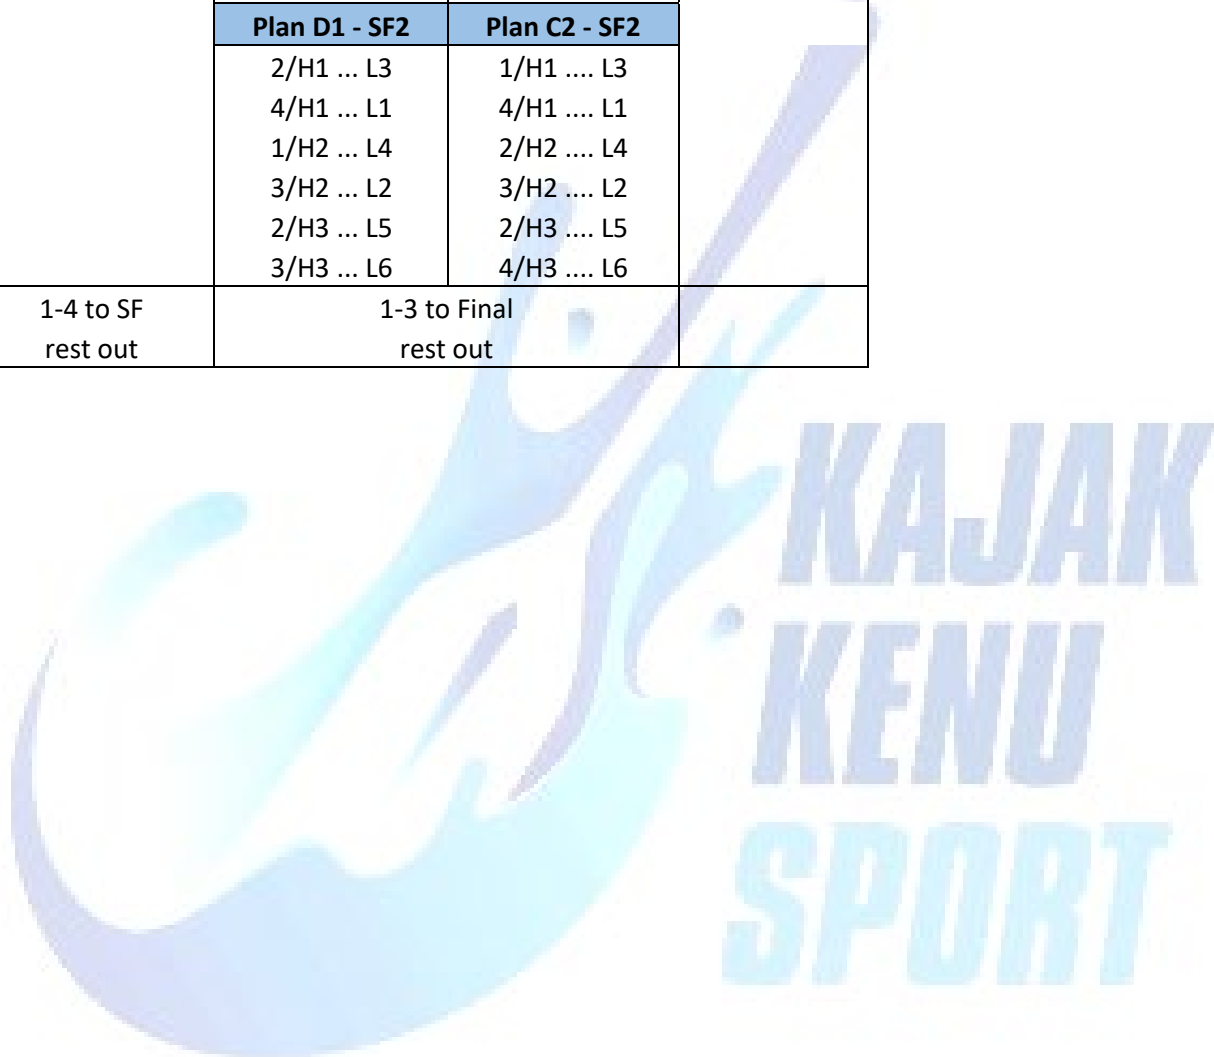 Plan D1 - SF2 Plan C2 - SF2
2/H1 ... L3 1/H1 .... L3
4/H1 ... L1 4/H1 .... L1
1/H2 ... L4 2/H2 .... L4
3/H2 ... L2 3/H2 .... L2
2/H3 ... L5 2/H3 .... L5
3/H3 ... L6 4/H3 .... L6
1-4 to SF 1-3 to Final
rest out rest out
KAJAK
KENU
SPORT